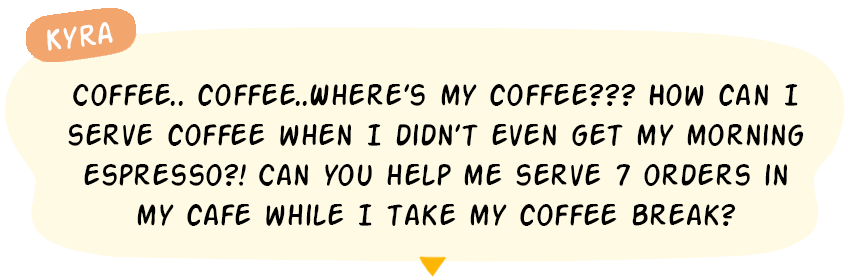 KYRA
COFFEE.. COFFEE..WHERE'S MY COFFEE??? HOW CAN I
SERVE COFFEE WHEN I DIDN'T EVEN GET MY MORNING
ESPRESSO?! CAN YOU HELP ME SERVE 7 ORDERS IN
MY CAFE WHILE I TAKE MY COFFEE BREAK?